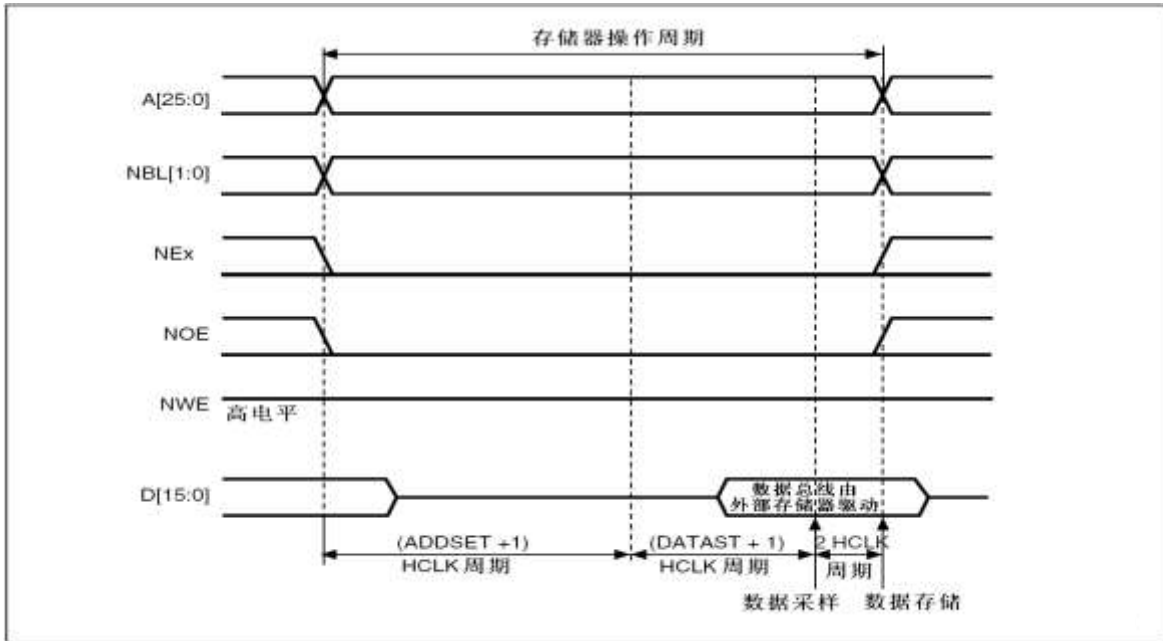 存储器操作周期
A[25:0]
NBL[1:0]
NEx
NOE
NWE
高电平
D[15:0]
数据总线由
外部存储器驱动
(ADDSET +1)
(DATAST + 1)
2 HCLK
HCLK 周期
HCLK 周期
周期
数据采样
数据存储